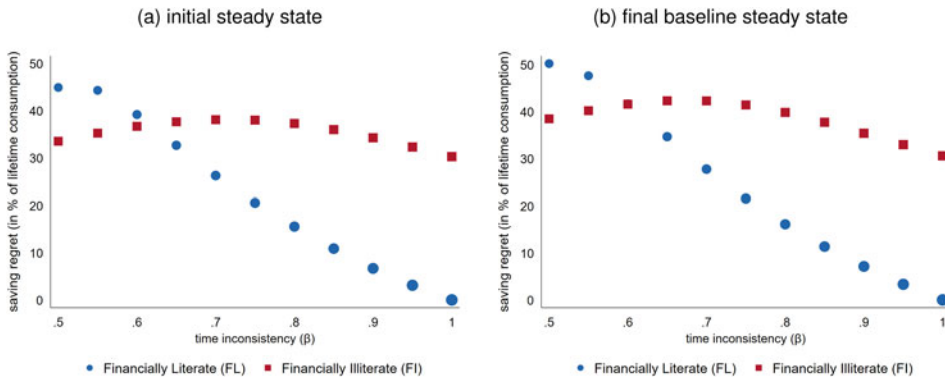 (a) initial steady state
saving regret (in % of lifetime consumption)
50
40
30
20
10
0
.5 .6 .7 .8 .9 1
time inconsistency (β)
Financially Literate (FL) Financially Illiterate (FI)
(b) final baseline steady state
saving regret (in % of lifetime consumption)
50
40
30
20
10
0
.5 .6 .7 .8 .9 1
time inconsistency (β)
Financially Literate (FL) Financially Illiterate (FI)